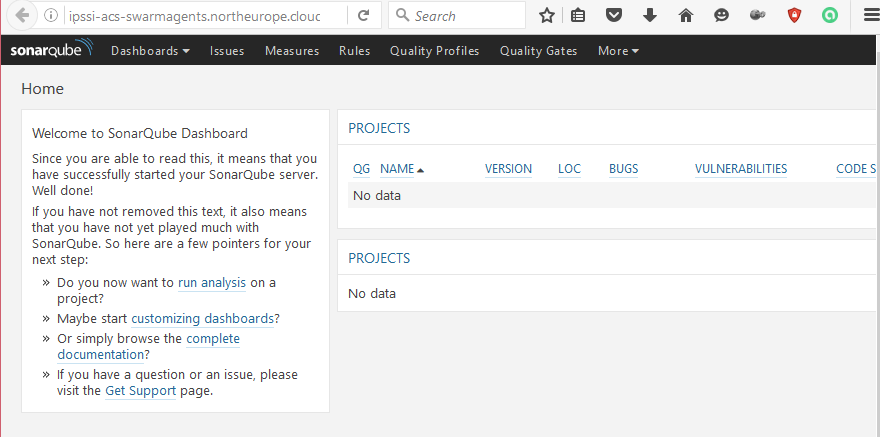 ipssi-acs-swarmagents.northeurope.clouc
Search
sonarqube Dashboards Issues Measures Rules Quality Profiles Quality Gates More
Home
Welcome to SonarQube Dashboard
Since you are able to read this, it means that you
have successfully started your SonarQube server.
Well done!
If you have not removed this text, it also means
that you have not yet played much with
SonarQube. So here are a few pointers for your
next step:
» Do you now want to run analysis on a
project?
» Maybe start customizing dashboards?
» Or simply browse the complete
documentation?
» If you have a question or an issue, please
visit the Get Support page.
PROJECTS
QG NAME VERSION LOC BUGS VULNERABILITIES CODE S
No data
PROJECTS
No data